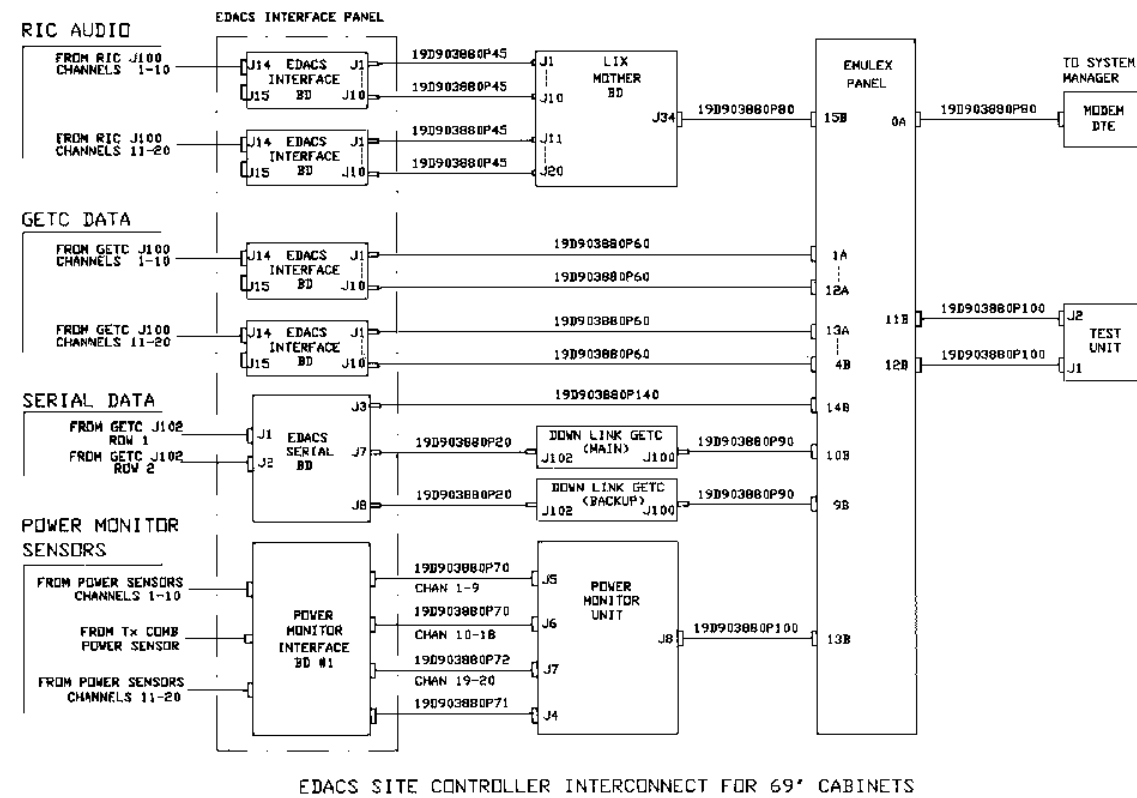 RIC AUDIO
EDACS INTERFACE PANEL
FROM RIC J100
CHANNELS 1-10
J14 EDACS J1
INTERFACE
J15 BD J10
19D903880P45
19D903880P45
J1 LIX
MOTHER
J10 BD
J34
19D903880P80
EMULEX
PANEL
15B
0A
19D903880P80
TO SYSTEM
MANAGER
MODEM
DTE
FROM RIC J100
CHANNELS 11-20
J14 EDACS J1
INTERFACE
J15 BD J10
19D903880P45
19D903880P45
J11
J20
GETC DATA
FROM GETC J100
CHANNELS 1-10
J14 EDACS J1
INTERFACE
J15 BD J10
19D903880P60
19D903880P60
1A
12A
FROM GETC J100
CHANNELS 11-20
J14 EDACS J1
INTERFACE
J15 BD J10
19D903880P60
19D903880P60
13A
4B
11B
12B
19D903880P100
19D903880P100
J2
TEST
UNIT
J1
SERIAL DATA
FROM GETC J102
ROW 1
FROM GETC J102
ROW 2
J1 EDACS
J2 SERIAL
BD
J3
J7
J8
19D903880P140
14B
19D903880P20
DOWN LINK GETC
(MAIN)
J102 J100
19D903880P90
10B
19D903880P20
DOWN LINK GETC
(BACKUP)
J102 J100
19D903880P90
9B
POWER MONITOR
SENSORS
FROM POWER SENSORS
CHANNELS 1-10
FROM Tx COMB
POWER SENSOR
FROM POWER SENSORS
CHANNELS 11-20
POWER
MONITOR
INTERFACE
BD #1
19D903880P70
CHAN 1-9
19D903880P70
CHAN 10-18
19D903880P72
CHAN 19-20
19D903880P71
J5
J6
J7
J4
POWER
MONITOR
UNIT
J8
19D903880P100
13B
EDACS SITE CONTROLLER INTERCONNECT FOR 69' CABINETS